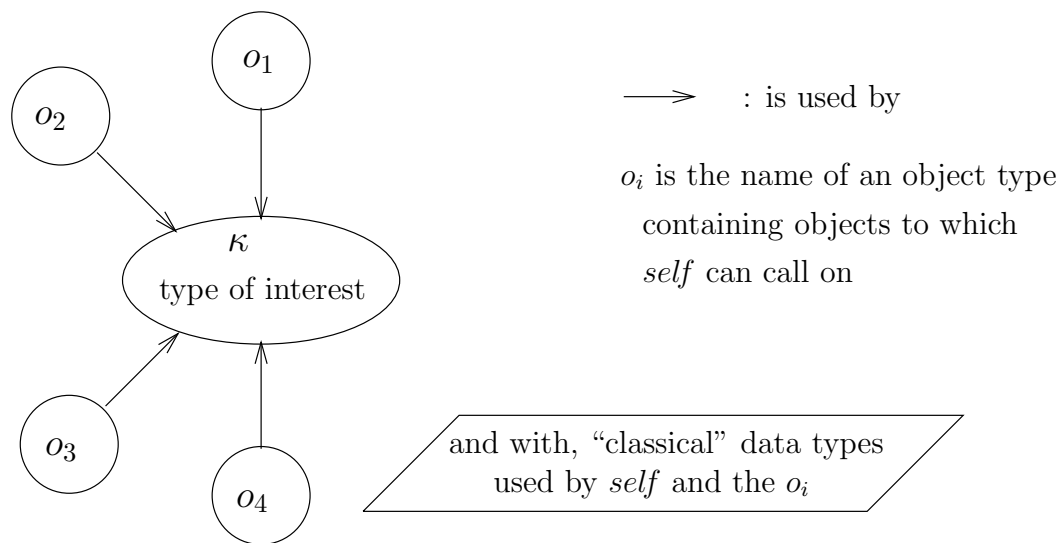 o₁
o₂
κ
type of interest
o₃
o₄
: is used by
oᵢ is the name of an object type
containing objects to which
self can call on
and with, “classical” data types
used by self and the oᵢ